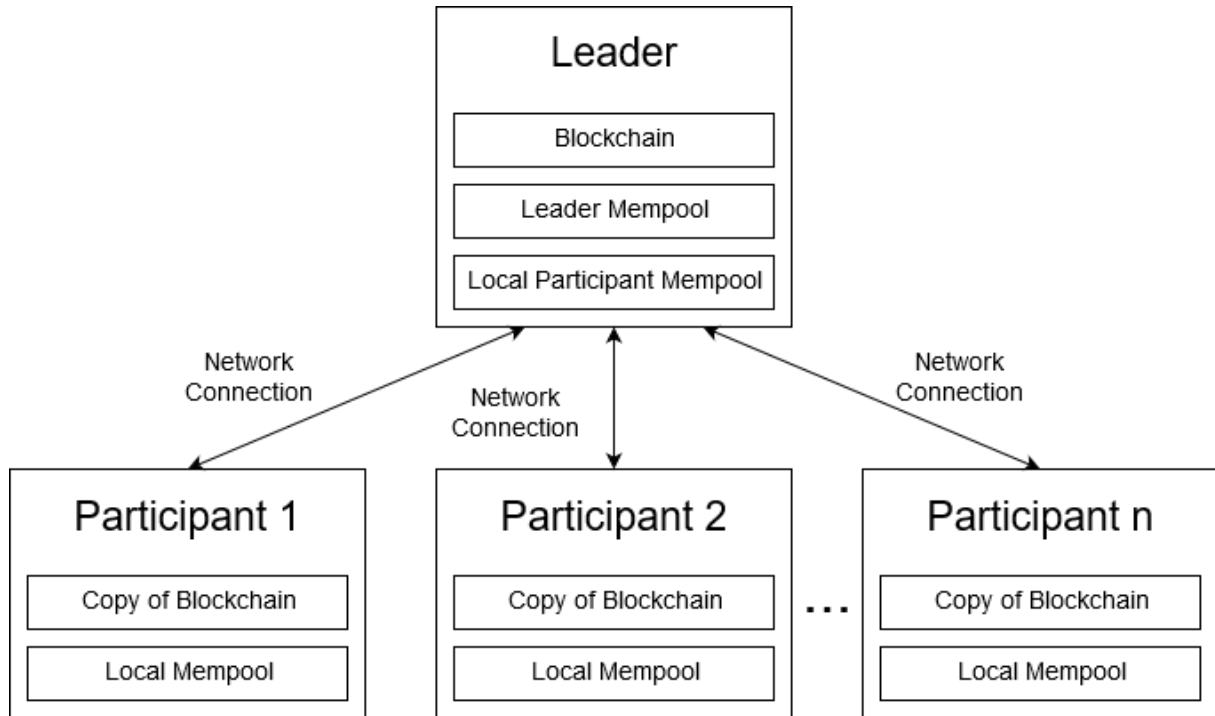 Leader
Blockchain
Leader Mempool
Local Participant Mempool
Network
Connection
Network
Connection
Network
Connection
Participant 1
Copy of Blockchain
Local Mempool
Participant 2
Copy of Blockchain
Local Mempool
...
Participant n
Copy of Blockchain
Local Mempool